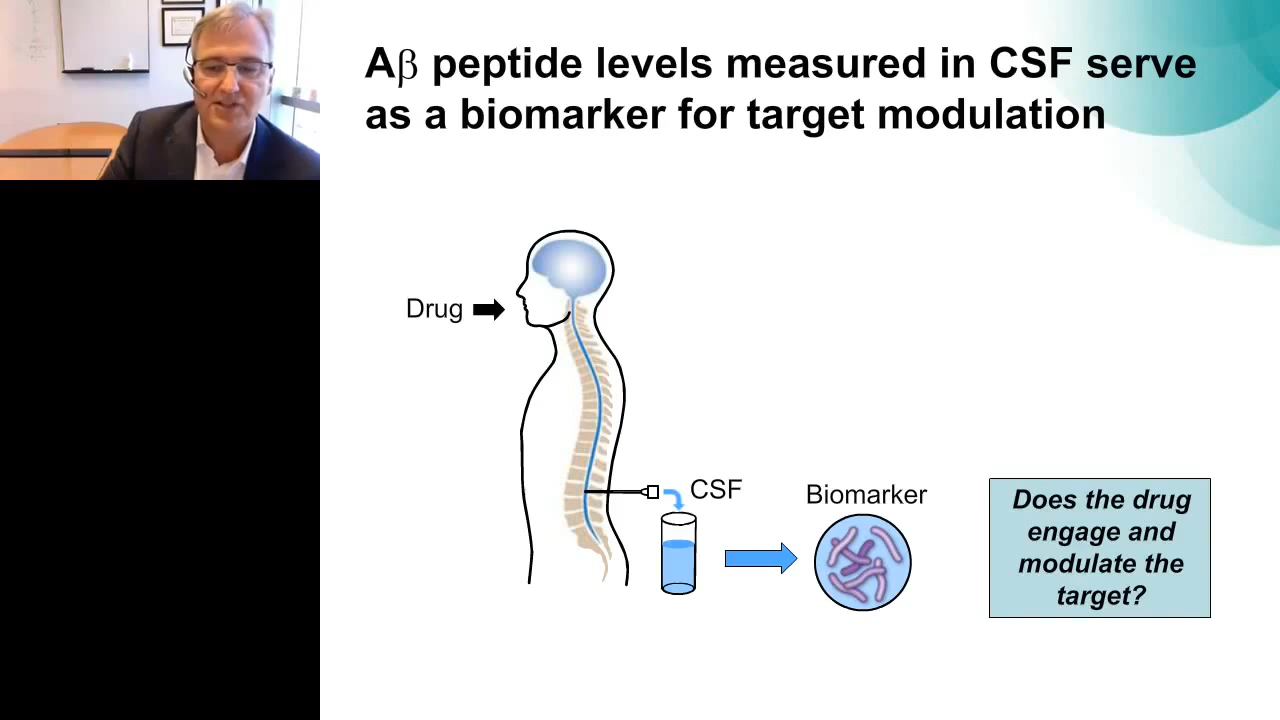 Aβ peptide levels measured in CSF serve
as a biomarker for target modulation
Drug
CSF
Biomarker
Does the drug
engage and
modulate the
target?